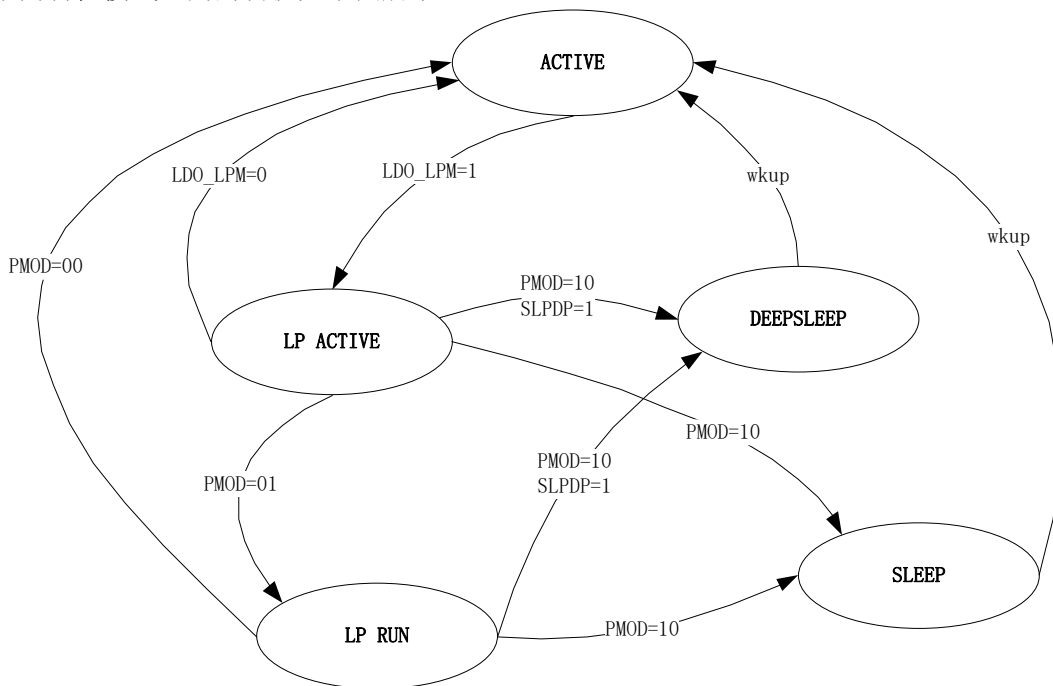 ACTIVE
LDO_LPM=0
LDO_LPM=1
wkup
wkup
PMOD=00
PMOD=10
SLPDP=1
DEEPSLEEP
LP ACTIVE
PMOD=10
PMOD=10
SLPDP=1
PMOD=01
SLEEP
LP RUN
PMOD=10